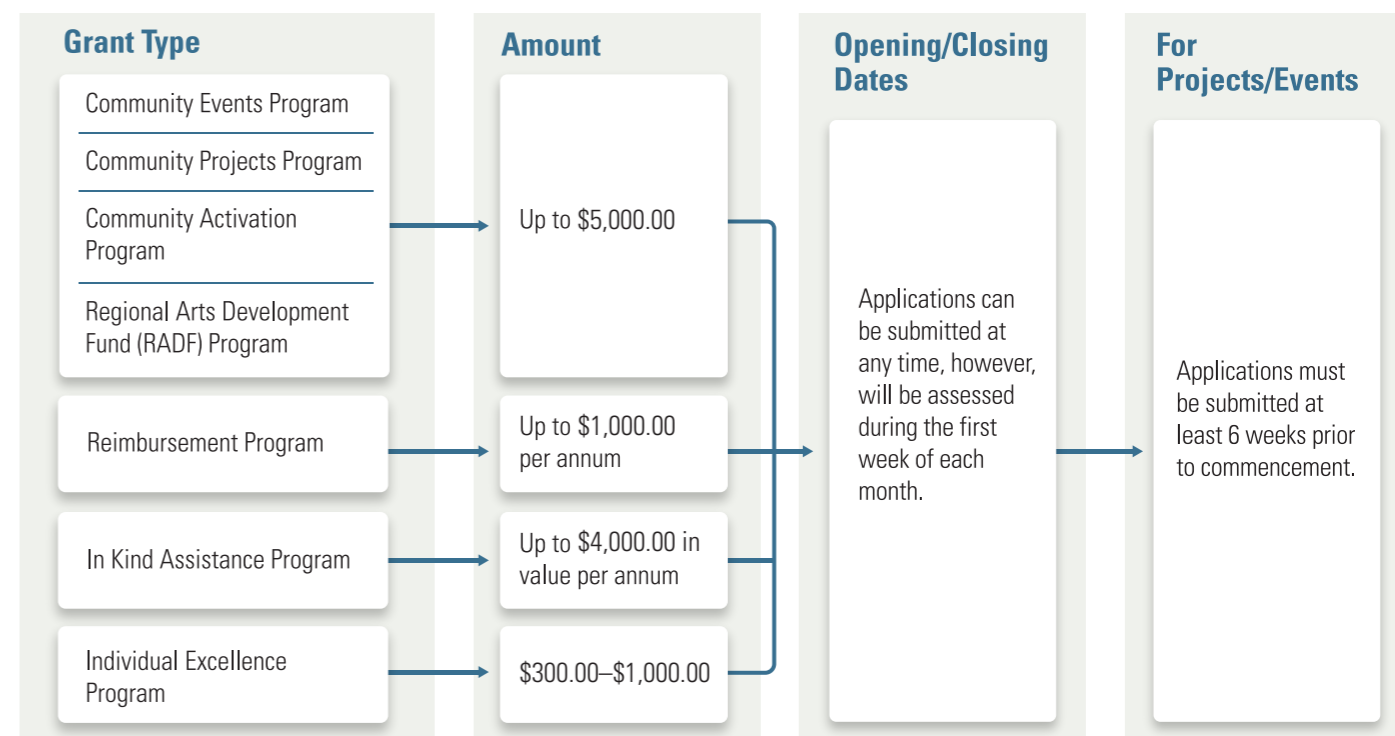 Grant Type
Community Events Program
Community Projects Program
Community Activation
Program
Regional Arts Development
Fund (RADF) Program
Reimbursement Program
In Kind Assistance Program
Individual Excellence
Program
Amount
Up to $5,000.00
Up to $1,000.00
per annum
Up to $4,000.00 in
value per annum
$300.00–$1,000.00
Opening/Closing
Dates
Applications can
be submitted at
any time, however,
will be assessed
during the first
week of each
month.
For
Projects/Events
Applications must
be submitted at
least 6 weeks prior
to commencement.